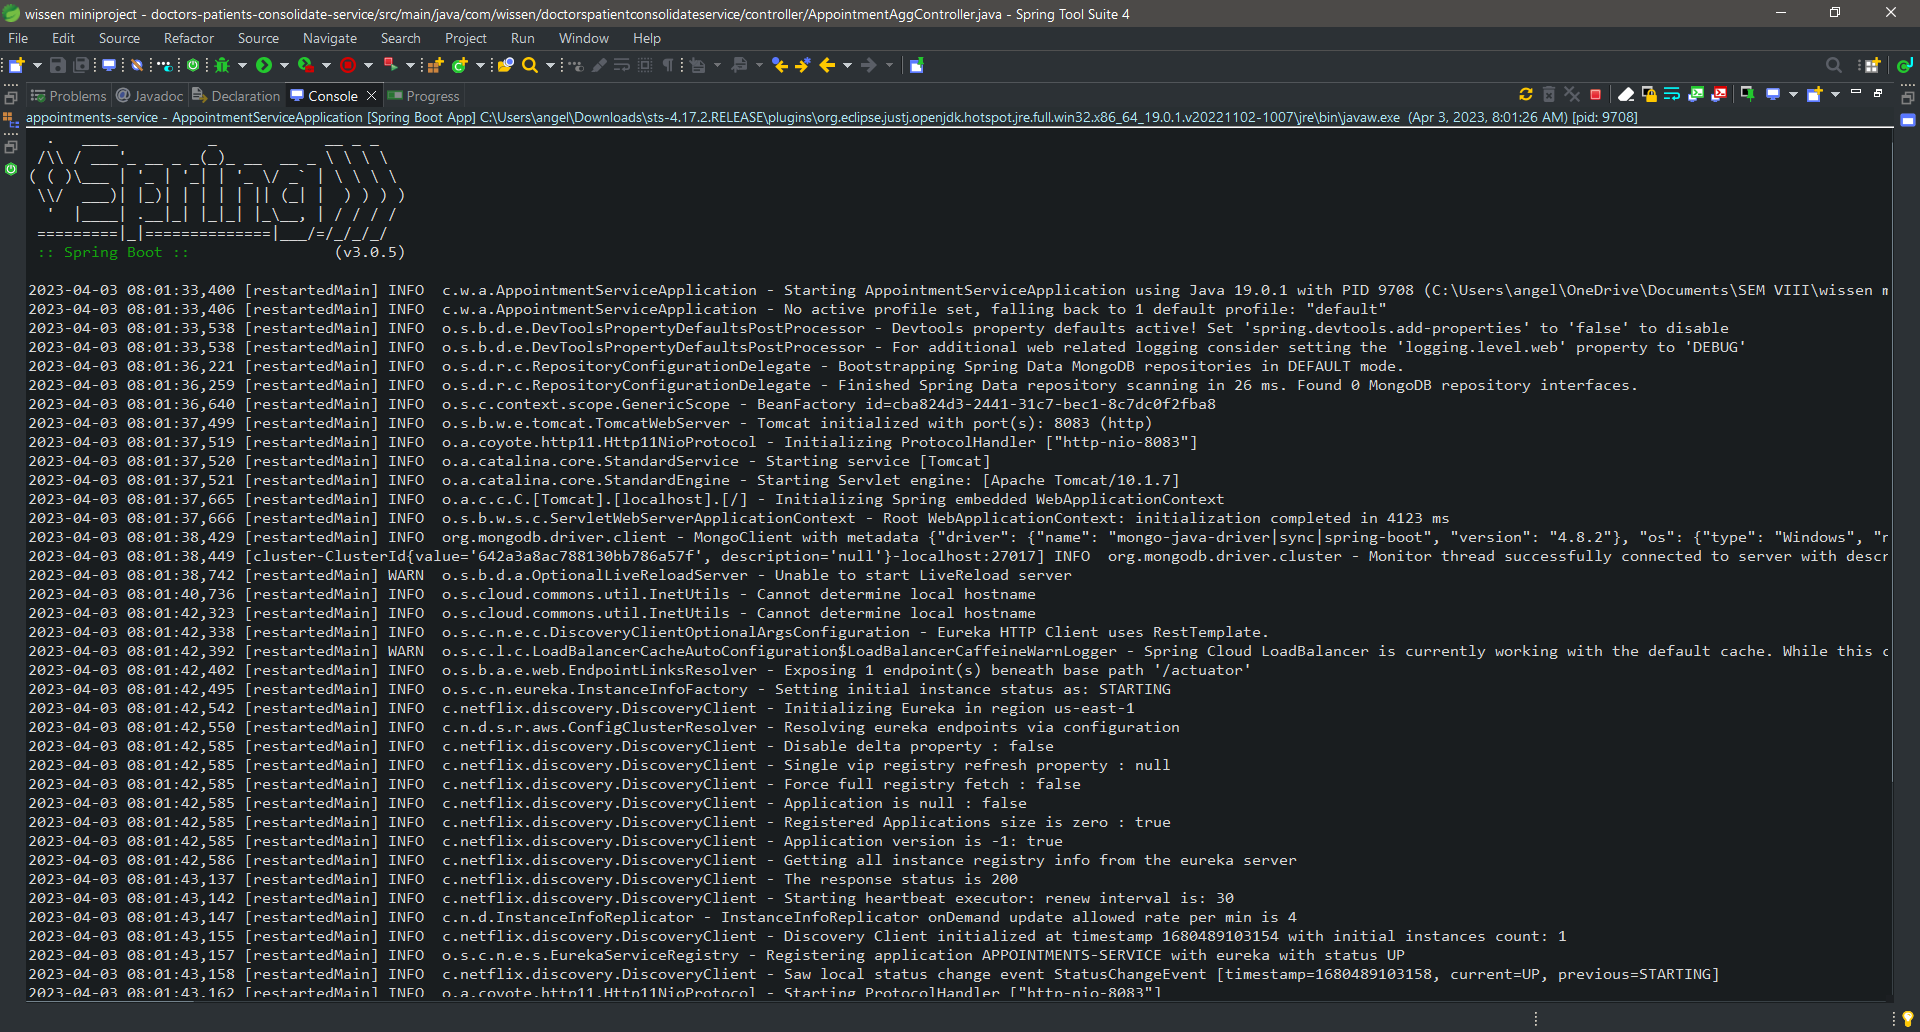 wissen miniproject - doctors-patients-consolidate-service/src/main/java/com/wissen/doctorspatientconsolidateservice/controller/AppointmentAggController.java - Spring Tool Suite 4
File Edit Source Refactor Source Navigate Search Project Run Window Help
Problems Javadoc Declaration Console Progress
appointments-service - AppointmentServiceApplication [Spring Boot App] C:\Users\angel\Downloads\sts-4.17.2.RELEASE\plugins\org.eclipse.justj.openjdk.hotspot.jre.full.win32.x86_64_19.0.1.v20221102-1007\jre\bin\javaw.exe (Apr 3, 2023, 8:01:26 AM) [pid: 9708]
  .   ____          _            __ _ _
 /\\ / ___'_ __ _ _(_)_ __  __ _ \ \ \ \
( ( )\___ | '_ | '_| | '_ \/ _` | \ \ \ \
 \\/  ___)| |_)| | | | | || (_| |  ) ) ) )
  '  |____| .__|_| |_|_| |_\__, | / / / /
 =========|_|==============|___/=/_/_/_/
 :: Spring Boot ::                (v3.0.5)
2023-04-03 08:01:33,400 [restartedMain] INFO  c.w.a.AppointmentServiceApplication - Starting AppointmentServiceApplication using Java 19.0.1 with PID 9708 (C:\Users\angel\OneDrive\Documents\SEM VIII\wissen m
2023-04-03 08:01:33,406 [restartedMain] INFO  c.w.a.AppointmentServiceApplication - No active profile set, falling back to 1 default profile: "default"
2023-04-03 08:01:33,538 [restartedMain] INFO  o.s.b.d.e.DevToolsPropertyDefaultsPostProcessor - Devtools property defaults active! Set 'spring.devtools.add-properties' to 'false' to disable
2023-04-03 08:01:33,538 [restartedMain] INFO  o.s.b.d.e.DevToolsPropertyDefaultsPostProcessor - For additional web related logging consider setting the 'logging.level.web' property to 'DEBUG'
2023-04-03 08:01:36,221 [restartedMain] INFO  o.s.d.r.c.RepositoryConfigurationDelegate - Bootstrapping Spring Data MongoDB repositories in DEFAULT mode.
2023-04-03 08:01:36,259 [restartedMain] INFO  o.s.d.r.c.RepositoryConfigurationDelegate - Finished Spring Data repository scanning in 26 ms. Found 0 MongoDB repository interfaces.
2023-04-03 08:01:36,640 [restartedMain] INFO  o.s.c.context.scope.GenericScope - BeanFactory id=cba824d3-2441-31c7-bec1-8c7dc0f2fba8
2023-04-03 08:01:37,499 [restartedMain] INFO  o.s.b.w.e.tomcat.TomcatWebServer - Tomcat initialized with port(s): 8083 (http)
2023-04-03 08:01:37,519 [restartedMain] INFO  o.a.coyote.http11.Http11NioProtocol - Initializing ProtocolHandler ["http-nio-8083"]
2023-04-03 08:01:37,520 [restartedMain] INFO  o.a.catalina.core.StandardService - Starting service [Tomcat]
2023-04-03 08:01:37,521 [restartedMain] INFO  o.a.catalina.core.StandardEngine - Starting Servlet engine: [Apache Tomcat/10.1.7]
2023-04-03 08:01:37,665 [restartedMain] INFO  o.a.c.c.C.[Tomcat].[localhost].[/] - Initializing Spring embedded WebApplicationContext
2023-04-03 08:01:37,666 [restartedMain] INFO  o.s.b.w.s.c.ServletWebServerApplicationContext - Root WebApplicationContext: initialization completed in 4123 ms
2023-04-03 08:01:38,429 [restartedMain] INFO  org.mongodb.driver.client - MongoClient with metadata {"driver": {"name": "mongo-java-driver|sync|spring-boot", "version": "4.8.2"}, "os": {"type": "Windows", "n
2023-04-03 08:01:38,449 [cluster-ClusterId{value='642a3a8ac788130bb786a57f', description='null'}-localhost:27017] INFO  org.mongodb.driver.cluster - Monitor thread successfully connected to server with descr
2023-04-03 08:01:38,742 [restartedMain] WARN  o.s.b.d.a.OptionalLiveReloadServer - Unable to start LiveReload server
2023-04-03 08:01:40,736 [restartedMain] INFO  o.s.cloud.commons.util.InetUtils - Cannot determine local hostname
2023-04-03 08:01:42,323 [restartedMain] INFO  o.s.cloud.commons.util.InetUtils - Cannot determine local hostname
2023-04-03 08:01:42,338 [restartedMain] INFO  o.s.c.n.e.c.DiscoveryClientOptionalArgsConfiguration - Eureka HTTP Client uses RestTemplate.
2023-04-03 08:01:42,392 [restartedMain] WARN  o.s.c.l.c.LoadBalancerCacheAutoConfiguration$LoadBalancerCaffeineWarnLogger - Spring Cloud LoadBalancer is currently working with the default cache. While this c
2023-04-03 08:01:42,402 [restartedMain] INFO  o.s.b.a.e.web.EndpointLinksResolver - Exposing 1 endpoint(s) beneath base path '/actuator'
2023-04-03 08:01:42,495 [restartedMain] INFO  o.s.c.n.eureka.InstanceInfoFactory - Setting initial instance status as: STARTING
2023-04-03 08:01:42,542 [restartedMain] INFO  c.netflix.discovery.DiscoveryClient - Initializing Eureka in region us-east-1
2023-04-03 08:01:42,550 [restartedMain] INFO  c.n.d.s.r.aws.ConfigClusterResolver - Resolving eureka endpoints via configuration
2023-04-03 08:01:42,585 [restartedMain] INFO  c.netflix.discovery.DiscoveryClient - Disable delta property : false
2023-04-03 08:01:42,585 [restartedMain] INFO  c.netflix.discovery.DiscoveryClient - Single vip registry refresh property : null
2023-04-03 08:01:42,585 [restartedMain] INFO  c.netflix.discovery.DiscoveryClient - Force full registry fetch : false
2023-04-03 08:01:42,585 [restartedMain] INFO  c.netflix.discovery.DiscoveryClient - Application is null : false
2023-04-03 08:01:42,585 [restartedMain] INFO  c.netflix.discovery.DiscoveryClient - Registered Applications size is zero : true
2023-04-03 08:01:42,585 [restartedMain] INFO  c.netflix.discovery.DiscoveryClient - Application version is -1: true
2023-04-03 08:01:42,586 [restartedMain] INFO  c.netflix.discovery.DiscoveryClient - Getting all instance registry info from the eureka server
2023-04-03 08:01:43,137 [restartedMain] INFO  c.netflix.discovery.DiscoveryClient - The response status is 200
2023-04-03 08:01:43,142 [restartedMain] INFO  c.netflix.discovery.DiscoveryClient - Starting heartbeat executor: renew interval is: 30
2023-04-03 08:01:43,147 [restartedMain] INFO  c.n.d.InstanceInfoReplicator - InstanceInfoReplicator onDemand update allowed rate per min is 4
2023-04-03 08:01:43,155 [restartedMain] INFO  c.netflix.discovery.DiscoveryClient - Discovery Client initialized at timestamp 1680489103154 with initial instances count: 1
2023-04-03 08:01:43,157 [restartedMain] INFO  o.s.c.n.e.s.EurekaServiceRegistry - Registering application APPOINTMENTS-SERVICE with eureka with status UP
2023-04-03 08:01:43,158 [restartedMain] INFO  c.netflix.discovery.DiscoveryClient - Saw local status change event StatusChangeEvent [timestamp=1680489103158, current=UP, previous=STARTING]
2023-04-03 08:01:43,162 [restartedMain] INFO  o.a.coyote.http11.Http11NioProtocol - Starting ProtocolHandler ["http-nio-8083"]